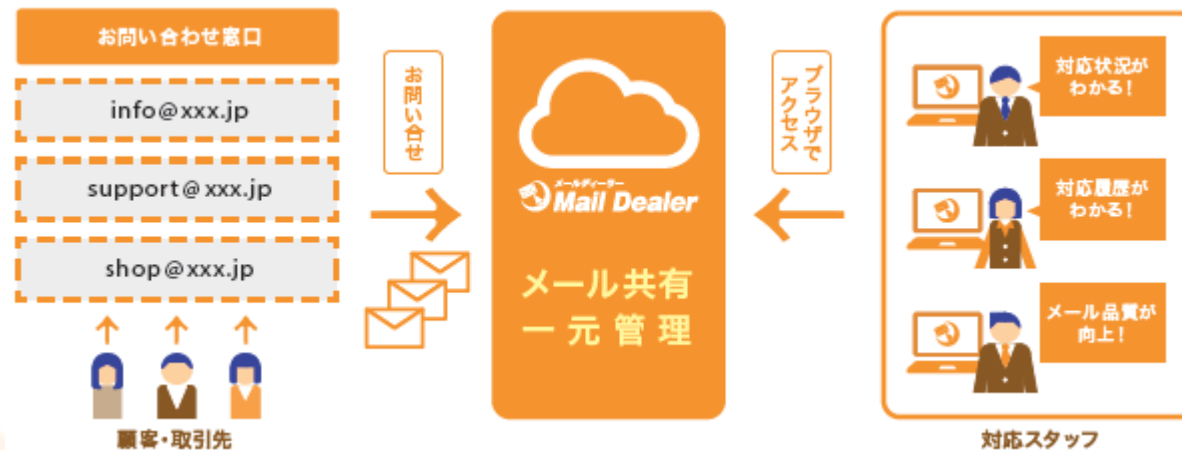 お問い合わせ窓口
info@xxx.jp
support@xxx.jp
shop@xxx.jp
顧客・取引先
お問い合せ
メールディーラー
Mail Dealer
メール共有
一元管理
ブラウザで
アクセス
対応状況が
わかる！
対応履歴が
わかる！
メール品質が
向上！
対応スタッフ